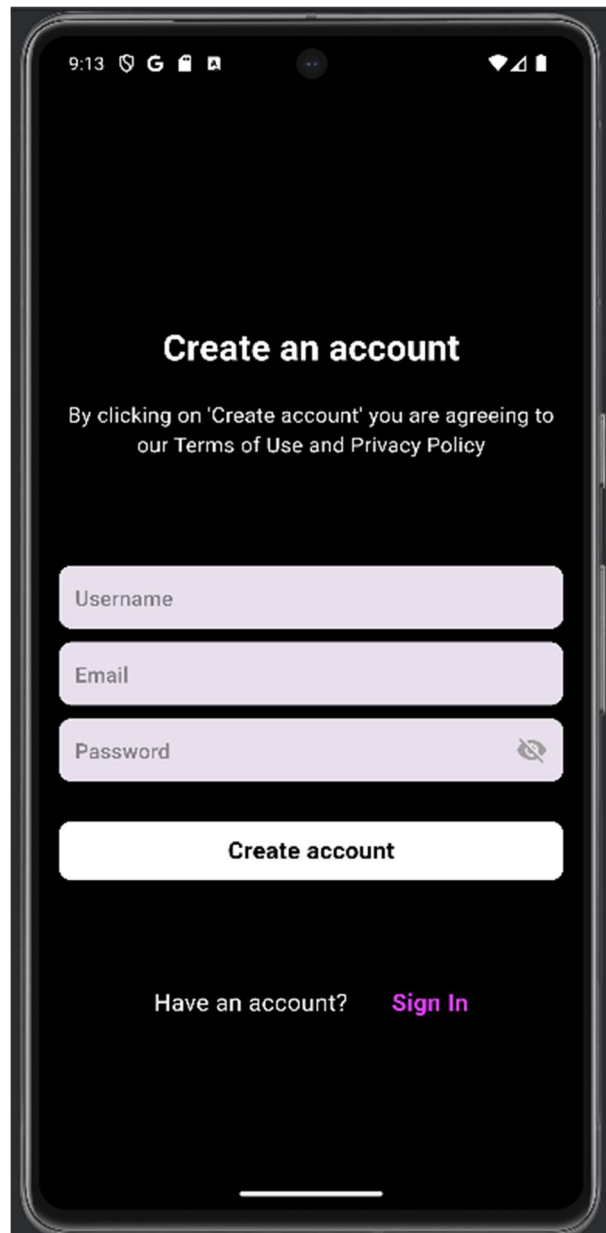 9:13 G A
Create an account
By clicking on 'Create account' you are agreeing to
our Terms of Use and Privacy Policy
Username
Email
Password
Create account
Have an account? Sign In